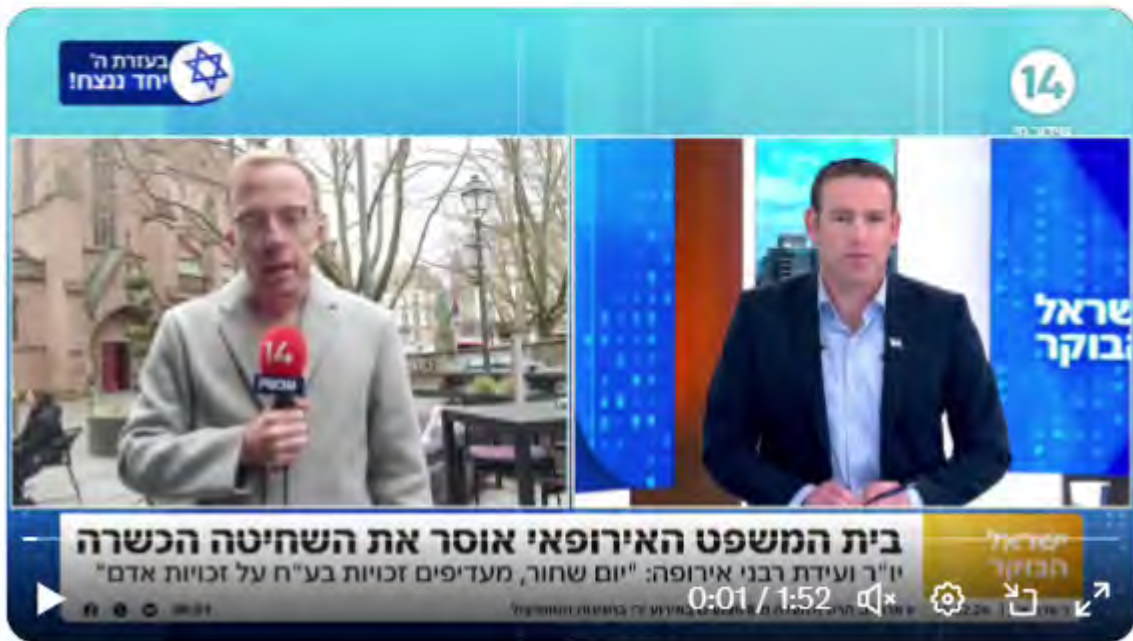 בעזרת ה'
יחד ננצח!
14
14
עכשיו
ישראל
הבוקר
בית המשפט האירופאי אוסר את השחיטה הכשרה
יו"ר ועידת רבני אירופה: "יום שחור, מעדיפים זכויות בע"ח על זכויות אדם"
ישראל
הבוקר
0:01 / 1:52